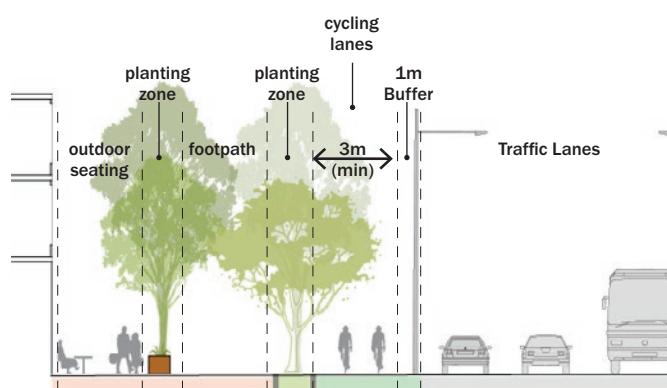 cycling
lanes
planting
zone
planting
zone
1m
Buffer
outdoor
seating
footpath
3m
(min)
Traffic Lanes